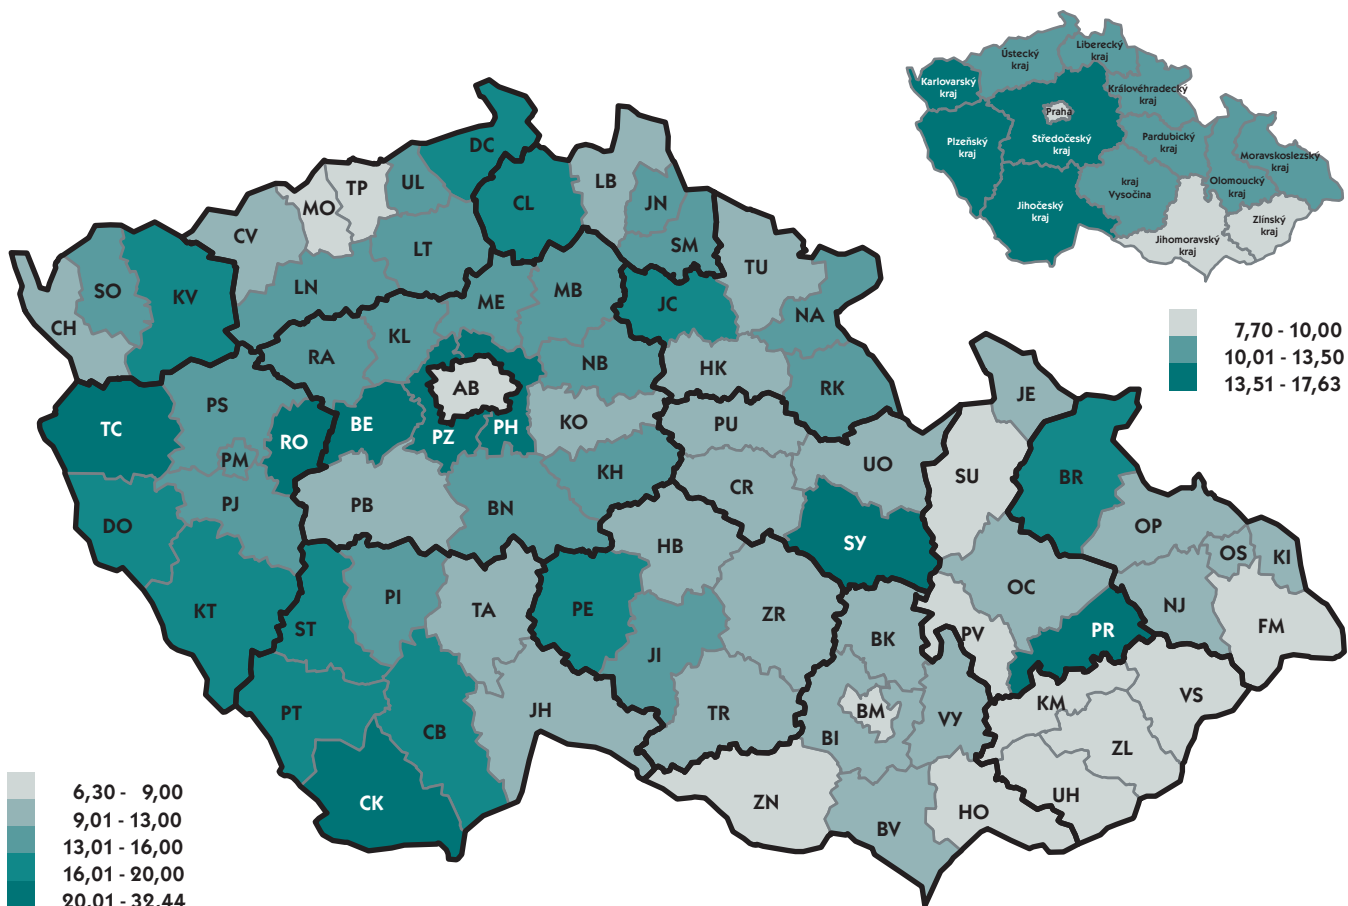 Ústecký
kraj
Liberecký
kraj
Karlovarský
kraj
Královéhradecký
kraj
Praha
Plzeňský
kraj
Středočeský
kraj
Pardubický
kraj
Moravskoslezský
kraj
kraj
Vysočina
Olomoucký
kraj
Jihočeský
kraj
Jihomoravský
kraj
Zlínský
kraj
7,70 - 10,00
10,01 - 13,50
13,51 - 17,63
DC
TP
UL
LB
MO
CL
JN
CV
LT
SM
TU
SO
KV
LN
ME
MB
JC
NA
CH
RA
KL
NB
HK
AB
RK
JE
TC
PS
BE
PZ
PH
KO
PU
RO
PM
KH
CR
UO
SU
BR
DO
PJ
PB
BN
OP
HB
SY
OS
KI
KT
PI
TA
PE
ZR
OC
NJ
ST
JI
BK
PV
PR
FM
PT
CB
JH
TR
BI
BM
VY
KM
VS
ZL
CK
ZN
BV
HO
UH
6,30 - 9,00
9,01 - 13,00
13,01 - 16,00
16,01 - 20,00
20,01 - 32,44